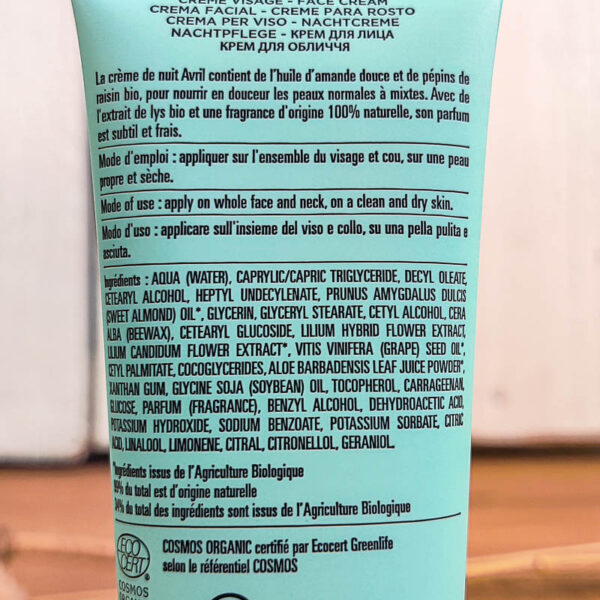 CRÈME VISAGE - FACE CREAM
CREMA FACIAL - CREME PARA ROSTO
CREMA PER VISO - NACHTCREME
NACHTPFLEGE - КРЕМ ДЛЯ ЛИЦА
КРЕМ ДЛЯ ОБЛИЧЧЯ
La crème de nuit Avril contient de l'huile d'amande douce et de pépins de
raisin bio, pour nourrir en douceur les peaux normales à mixtes. Avec de
l'extrait de lys bio et une fragrance d'origine 100% naturelle, son parfum
est subtil et frais.
Mode d'emploi : appliquer sur l'ensemble du visage et cou, sur une peau
propre et sèche.
Mode of use : apply on whole face and neck, on a clean and dry skin.
Modo d'uso : applicare sull'insieme del viso e collo, su una pella pulita e
asciuta.
Ingrédients : AQUA (WATER), CAPRYLIC/CAPRIC TRIGLYCERIDE, DECYL OLEATE,
CETEARYL ALCOHOL, HEPTYL UNDECYLENATE, PRUNUS AMYGDALUS DULCIS
(SWEET ALMOND) OIL*, GLYCERIN, GLYCERYL STEARATE, CETYL ALCOHOL, CERA
ALBA (BEEWAX), CETEARYL GLUCOSIDE, LILIUM HYBRID FLOWER EXTRACT,
LILIUM CANDIDUM FLOWER EXTRACT*, VITIS VINIFERA (GRAPE) SEED OIL*,
CETYL PALMITATE, COCOGLYCERIDES, ALOE BARBADENSIS LEAF JUICE POWDER*,
XANTHAN GUM, GLYCINE SOJA (SOYBEAN) OIL, TOCOPHEROL, CARRAGEENAN,
GLUCOSE, PARFUM (FRAGRANCE), BENZYL ALCOHOL, DEHYDROACETIC ACID,
POTASSIUM HYDROXIDE, SODIUM BENZOATE, POTASSIUM SORBATE, CITRIC
ACID, LINALOOL, LIMONENE, CITRAL, CITRONELLOL, GERANIOL.
*Ingrédients issus de l'Agriculture Biologique
99% du total est d'origine naturelle
34% du total des ingrédients sont issus de l'Agriculture Biologique
COSMOS ORGANIC certifié par Ecocert Greenlife
selon le référentiel COSMOS
ECO
CERT
COSMOS